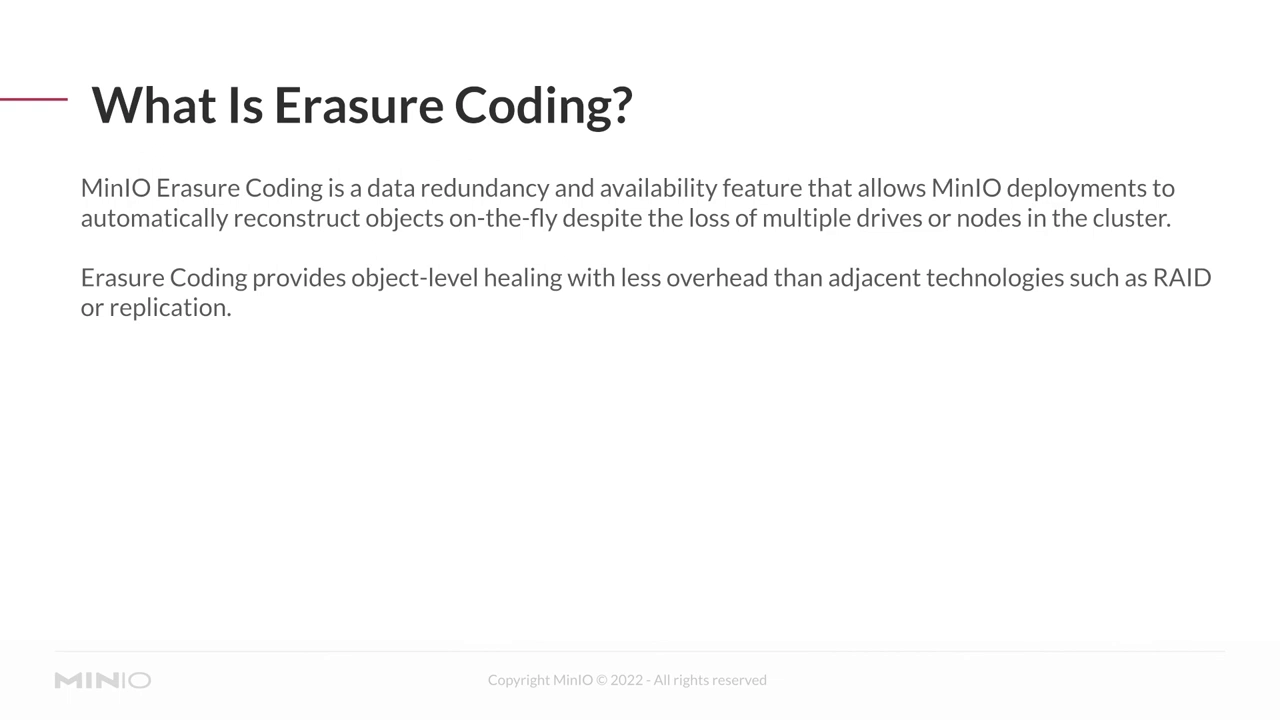 What Is Erasure Coding?
MinIO Erasure Coding is a data redundancy and availability feature that allows MinIO deployments to
automatically reconstruct objects on-the-fly despite the loss of multiple drives or nodes in the cluster.
Erasure Coding provides object-level healing with less overhead than adjacent technologies such as RAID
or replication.
MINIO
Copyright MinIO © 2022 - All rights reserved